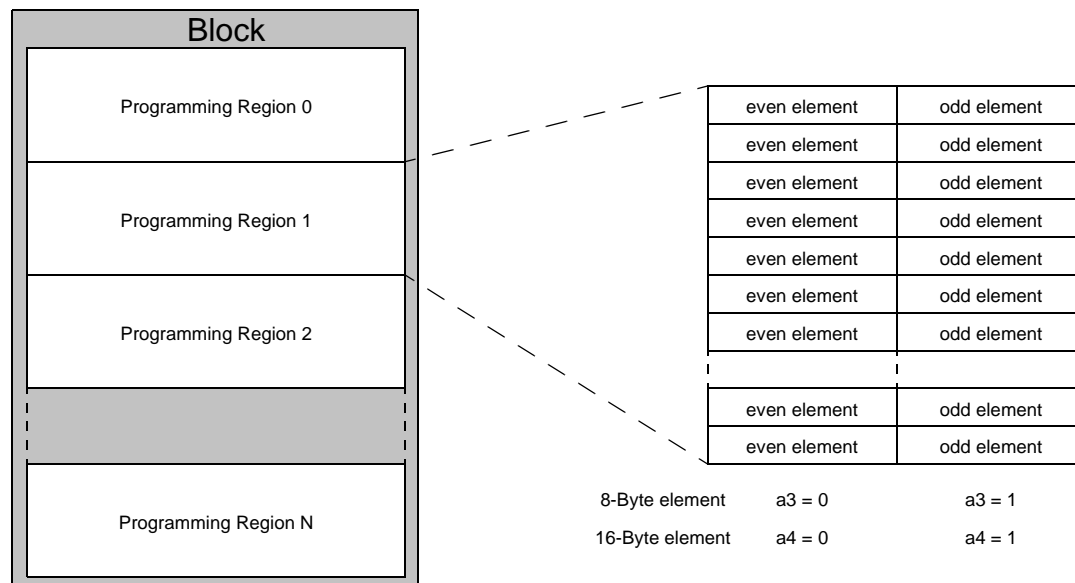 Block
Programming Region 0
Programming Region 1
Programming Region 2
Programming Region N
even element odd element
even element odd element
even element odd element
even element odd element
even element odd element
even element odd element
even element odd element
even element odd element
even element odd element
8-Byte element a3 = 0 a3 = 1
16-Byte element a4 = 0 a4 = 1